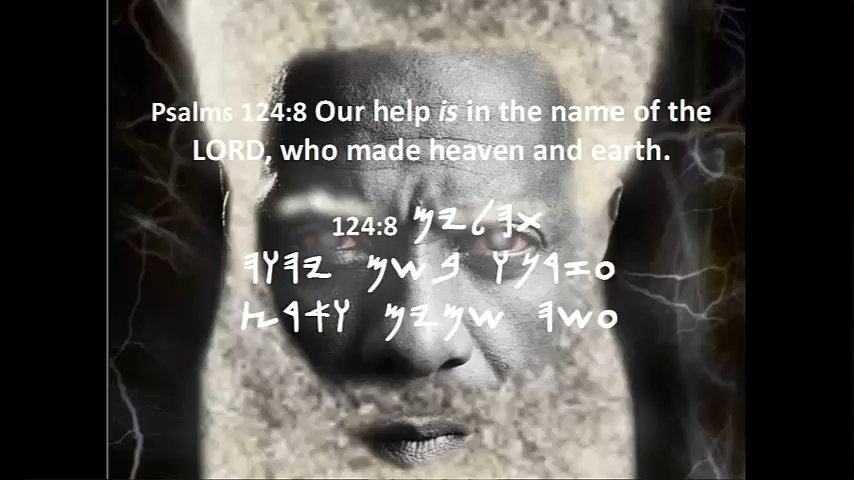 Psalms 124:8 Our help is in the name of the
LORD, who made heaven and earth.
124:8 𐤕𐤄𐤋𐤉𐤌
𐤏𐤆𐤓𐤍𐤅 𐤁𐤔𐤌 𐤉𐤄𐤅𐤄
𐤏𐤔𐤄 𐤔𐤌𐤉𐤌 𐤅𐤀𐤓𐤑